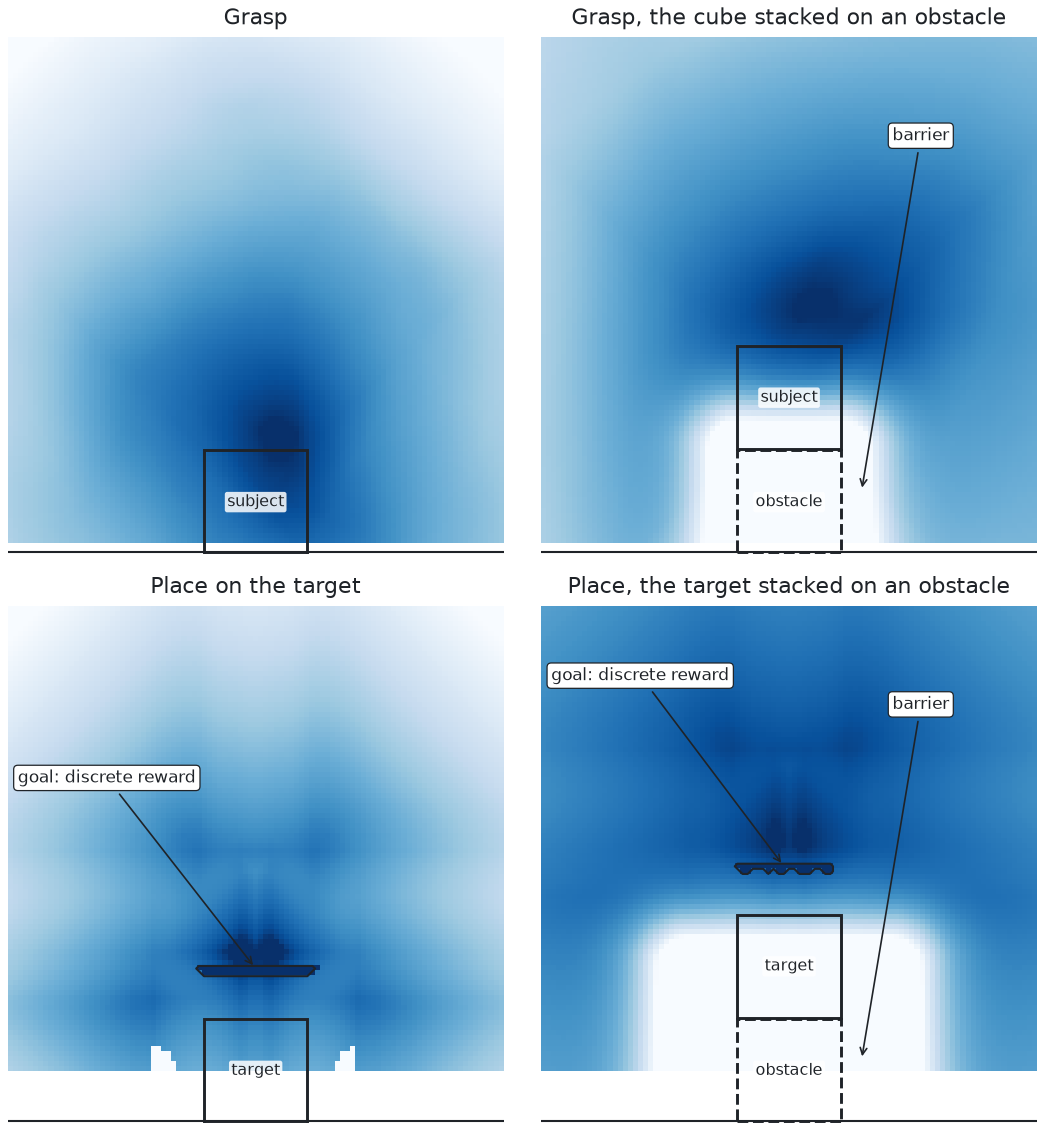 Grasp
Grasp, the cube stacked on an obstacle
barrier
subject
subject
obstacle
Place on the target
Place, the target stacked on an obstacle
goal: discrete reward
barrier
goal: discrete reward
target
target
obstacle